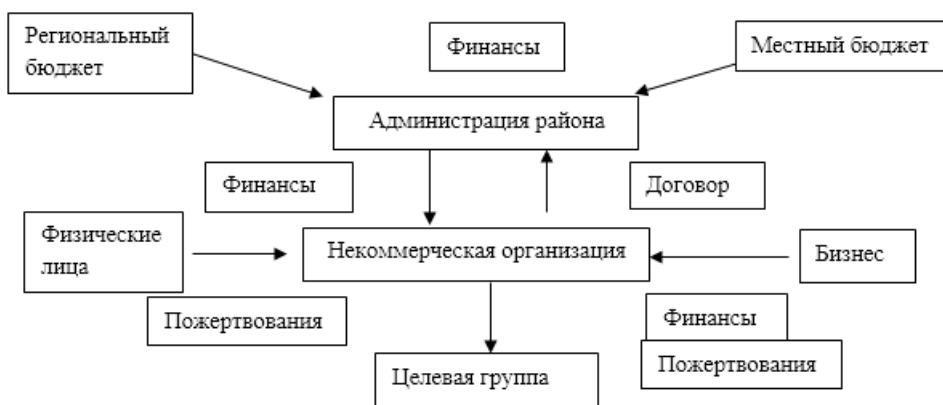 Региональный
бюджет
Финансы
Местный бюджет
Администрация района
Финансы
Договор
Физические
лица
Некоммерческая организация
Бизнес
Пожертвования
Финансы
Пожертвования
Целевая группа